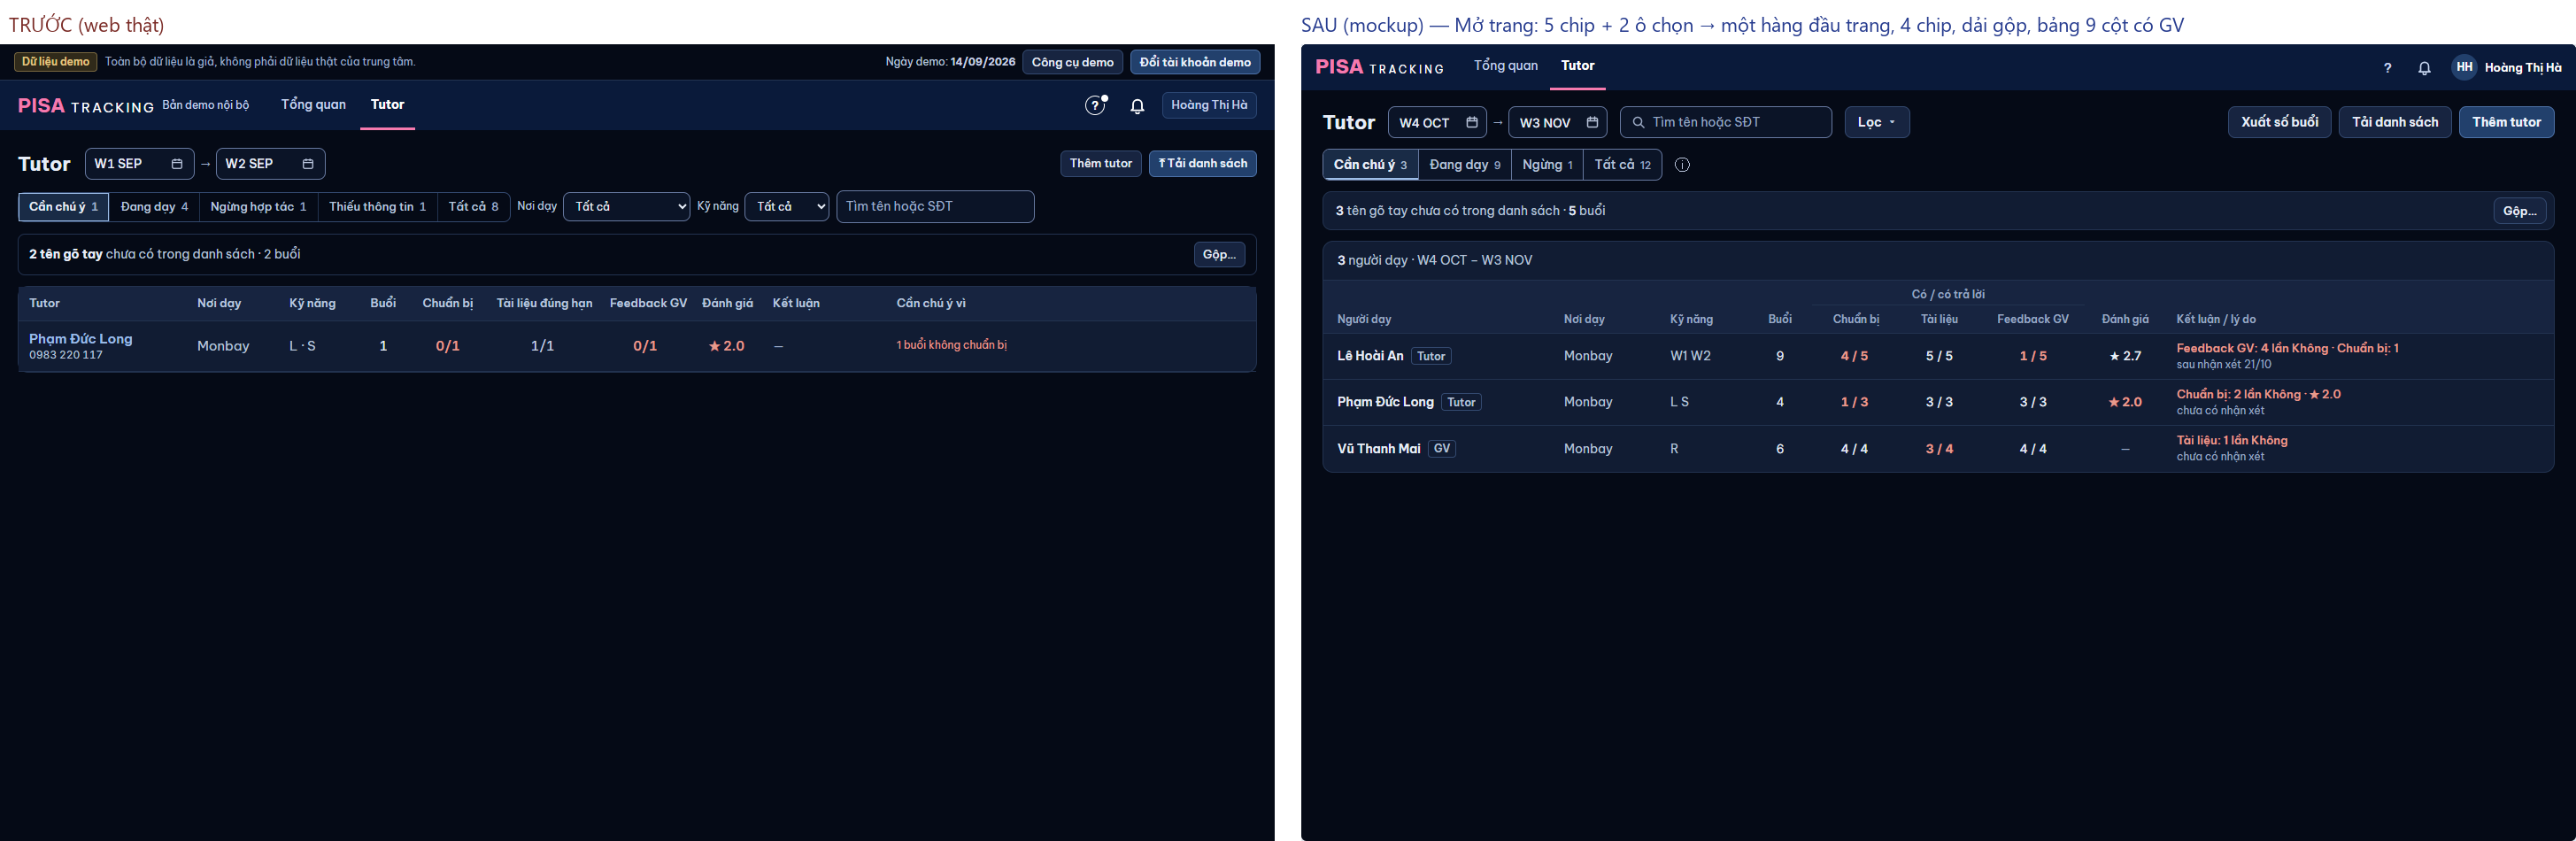 TRƯỚC (web thật)
Dữ liệu demo Toàn bộ dữ liệu là giả, không phải dữ liệu thật của trung tâm. Ngày demo: 14/09/2026 Công cụ demo Đổi tài khoản demo
PISA TRACKING Bản demo nội bộ Tổng quan Tutor ? Hoàng Thị Hà
Tutor W1 SEP → W2 SEP Thêm tutor ⤒ Tải danh sách
Cần chú ý 1 Đang dạy 4 Ngừng hợp tác 1 Thiếu thông tin 1 Tất cả 8 Nơi dạy Tất cả Kỹ năng Tất cả Tìm tên hoặc SĐT
2 tên gõ tay chưa có trong danh sách · 2 buổi Gộp...
Tutor Nơi dạy Kỹ năng Buổi Chuẩn bị Tài liệu đúng hạn Feedback GV Đánh giá Kết luận Cần chú ý vì
Phạm Đức Long Monbay L · S 1 0/1 1/1 0/1 ★ 2.0 — 1 buổi không chuẩn bị
0983 220 117
SAU (mockup) — Mở trang: 5 chip + 2 ô chọn → một hàng đầu trang, 4 chip, dải gộp, bảng 9 cột có GV
PISA TRACKING Tổng quan Tutor ? HH Hoàng Thị Hà
Tutor W4 OCT → W3 NOV Tìm tên hoặc SĐT Lọc Xuất số buổi Tải danh sách Thêm tutor
Cần chú ý 3 Đang dạy 9 Ngừng 1 Tất cả 12 ⓘ
3 tên gõ tay chưa có trong danh sách · 5 buổi Gộp...
3 người dạy · W4 OCT – W3 NOV
Có / có trả lời
Người dạy Nơi dạy Kỹ năng Buổi Chuẩn bị Tài liệu Feedback GV Đánh giá Kết luận / lý do
Lê Hoài An Tutor Monbay W1 W2 9 4 / 5 5 / 5 1 / 5 ★ 2.7 Feedback GV: 4 lần Không · Chuẩn bị: 1
sau nhận xét 21/10
Phạm Đức Long Tutor Monbay L S 4 1 / 3 3 / 3 3 / 3 ★ 2.0 Chuẩn bị: 2 lần Không · ★ 2.0
chưa có nhận xét
Vũ Thanh Mai GV Monbay R 6 4 / 4 3 / 4 4 / 4 — Tài liệu: 1 lần Không
chưa có nhận xét